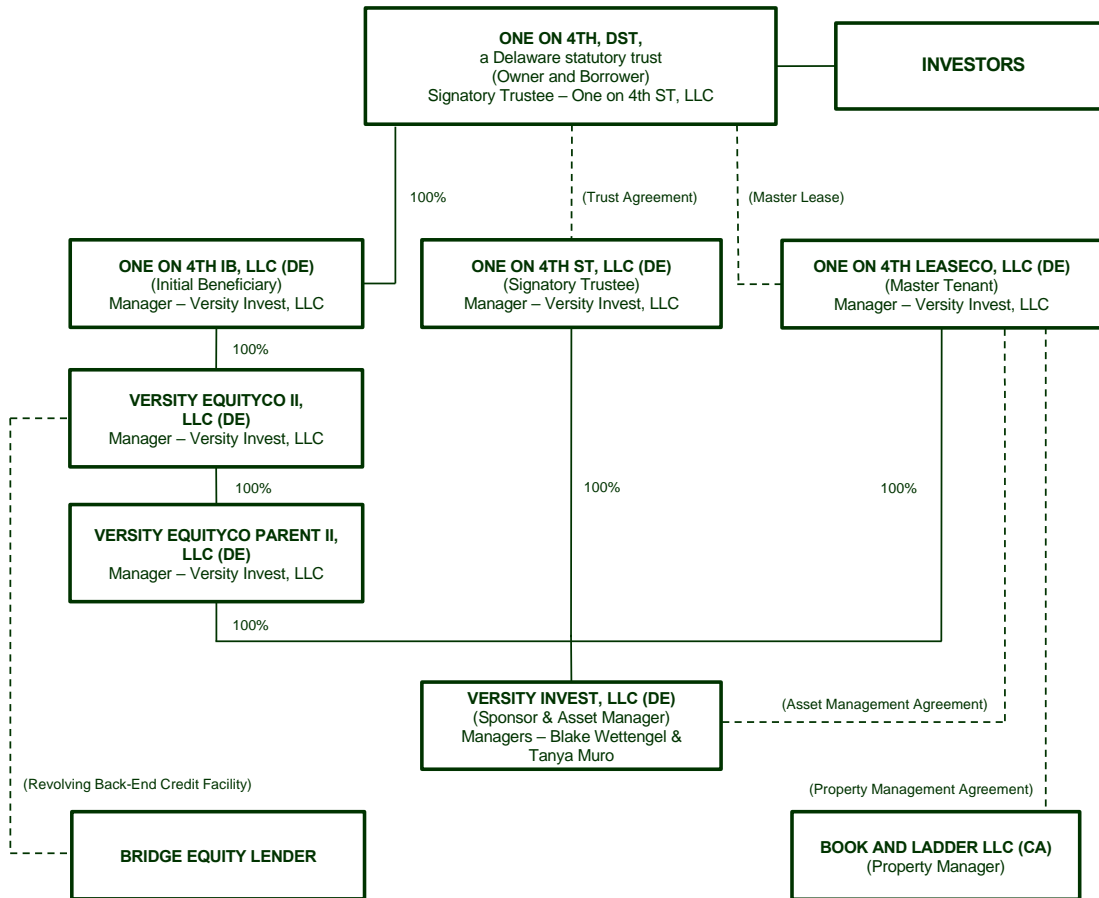 ONE ON 4TH, DST,
a Delaware statutory trust
(Owner and Borrower)
Signatory Trustee – One on 4th ST, LLC
INVESTORS
100%
(Trust Agreement)
(Master Lease)
ONE ON 4TH IB, LLC (DE)
(Initial Beneficiary)
Manager – Versity Invest, LLC
ONE ON 4TH ST, LLC (DE)
(Signatory Trustee)
Manager – Versity Invest, LLC
ONE ON 4TH LEASECO, LLC (DE)
(Master Tenant)
Manager – Versity Invest, LLC
100%
VERSITY EQUITYCO II,
LLC (DE)
Manager – Versity Invest, LLC
100%
100%
100%
VERSITY EQUITYCO PARENT II,
LLC (DE)
Manager – Versity Invest, LLC
100%
VERSITY INVEST, LLC (DE)
(Sponsor & Asset Manager)
Managers – Blake Wettengel &
Tanya Muro
(Asset Management Agreement)
(Revolving Back-End Credit Facility)
(Property Management Agreement)
BRIDGE EQUITY LENDER
BOOK AND LADDER LLC (CA)
(Property Manager)